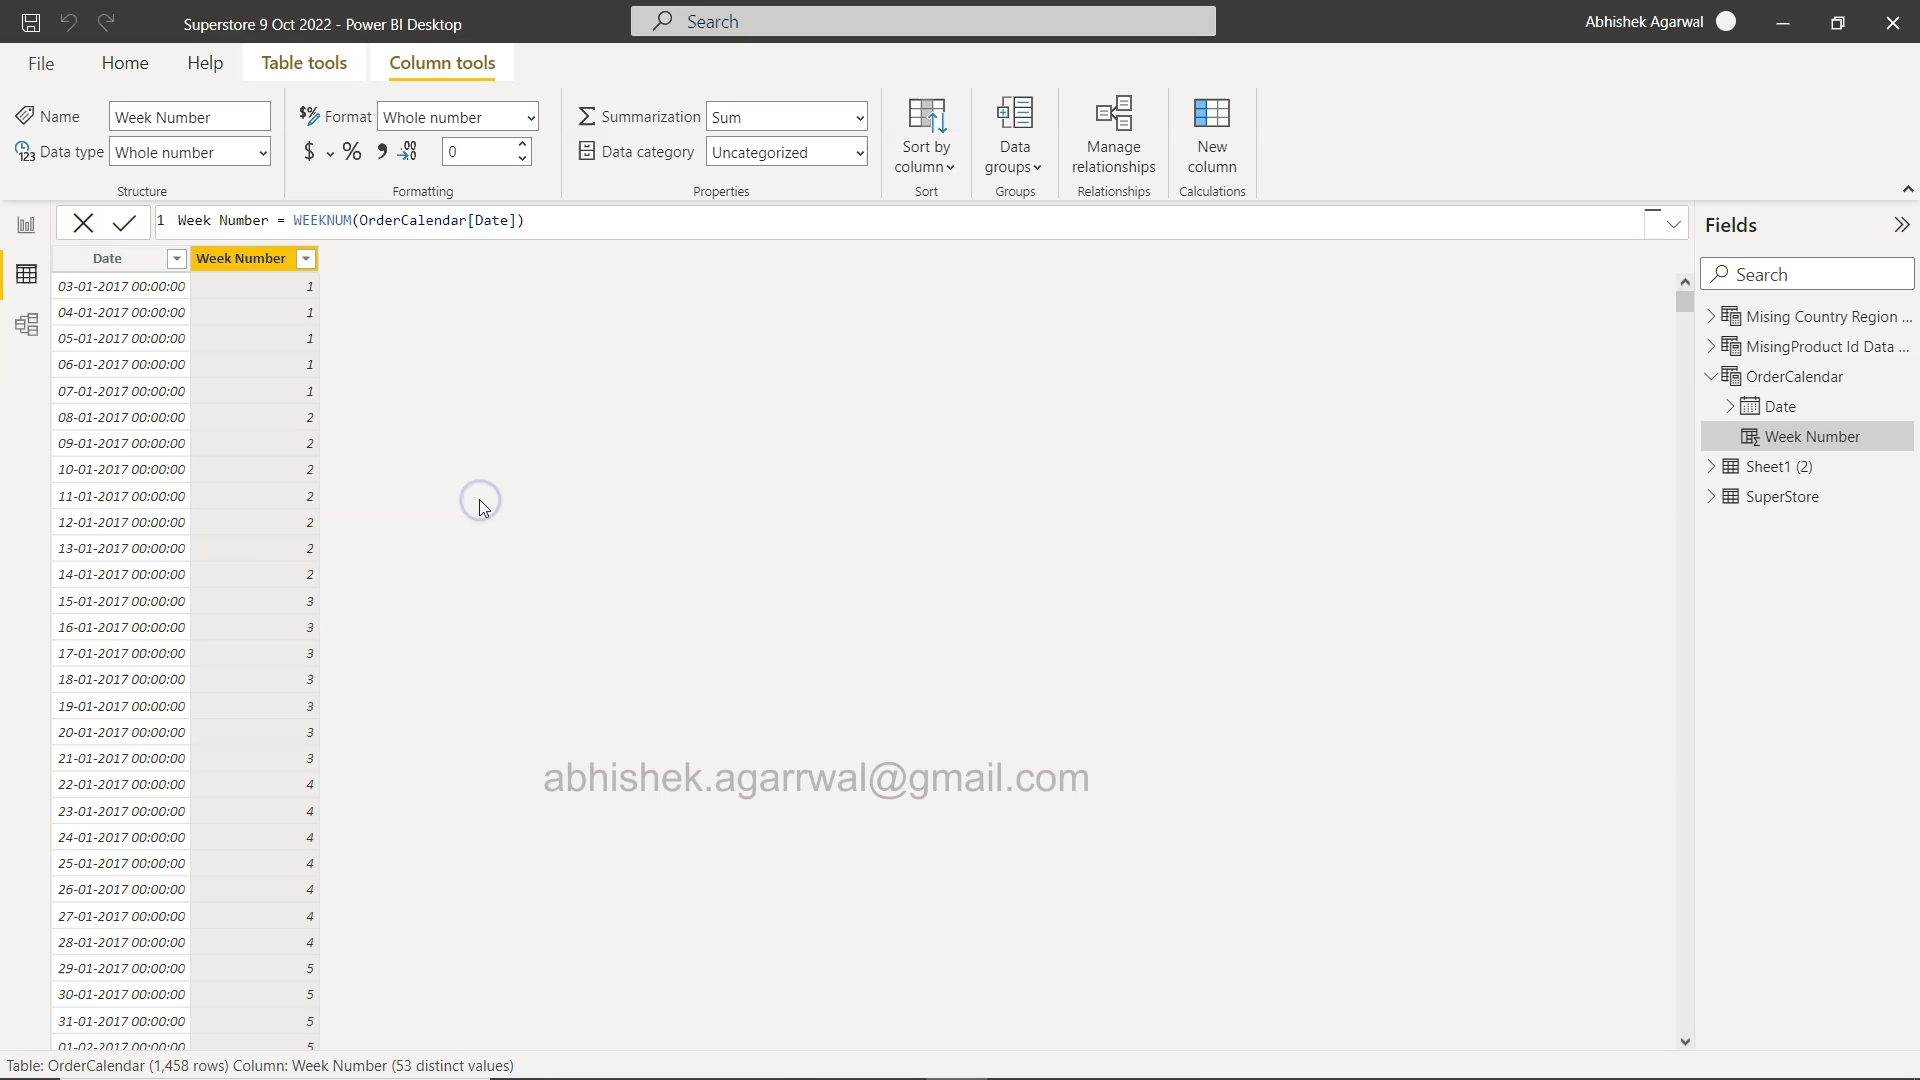 Superstore 9 Oct 2022 - Power BI Desktop
Search
Abhishek Agarwal
File
Home
Help
Table tools
Column tools
Name
Week Number
Format
Whole number
Summarization
Sum
Data type
Whole number
$ % 9 .00
0
Data category
Uncategorized
Sort by
column
Data
groups
Manage
relationships
New
column
Structure
Formatting
Properties
Sort
Groups
Relationships
Calculations
1 Week Number = WEEKNUM(OrderCalendar[Date])
Date Week Number
03-01-2017 00:00:00 1
04-01-2017 00:00:00 1
05-01-2017 00:00:00 1
06-01-2017 00:00:00 1
07-01-2017 00:00:00 1
08-01-2017 00:00:00 2
09-01-2017 00:00:00 2
10-01-2017 00:00:00 2
11-01-2017 00:00:00 2
12-01-2017 00:00:00 2
13-01-2017 00:00:00 2
14-01-2017 00:00:00 2
15-01-2017 00:00:00 3
16-01-2017 00:00:00 3
17-01-2017 00:00:00 3
18-01-2017 00:00:00 3
19-01-2017 00:00:00 3
20-01-2017 00:00:00 3
21-01-2017 00:00:00 3
22-01-2017 00:00:00 4
23-01-2017 00:00:00 4
24-01-2017 00:00:00 4
25-01-2017 00:00:00 4
26-01-2017 00:00:00 4
27-01-2017 00:00:00 4
28-01-2017 00:00:00 4
29-01-2017 00:00:00 5
30-01-2017 00:00:00 5
31-01-2017 00:00:00 5
01-02-2017 00:00:00 5
abhishek.agarrwal@gmail.com
Fields
Search
Mising Country Region ...
MisingProduct Id Data ...
OrderCalendar
Date
Week Number
Sheet1 (2)
SuperStore
Table: OrderCalendar (1,458 rows) Column: Week Number (53 distinct values)